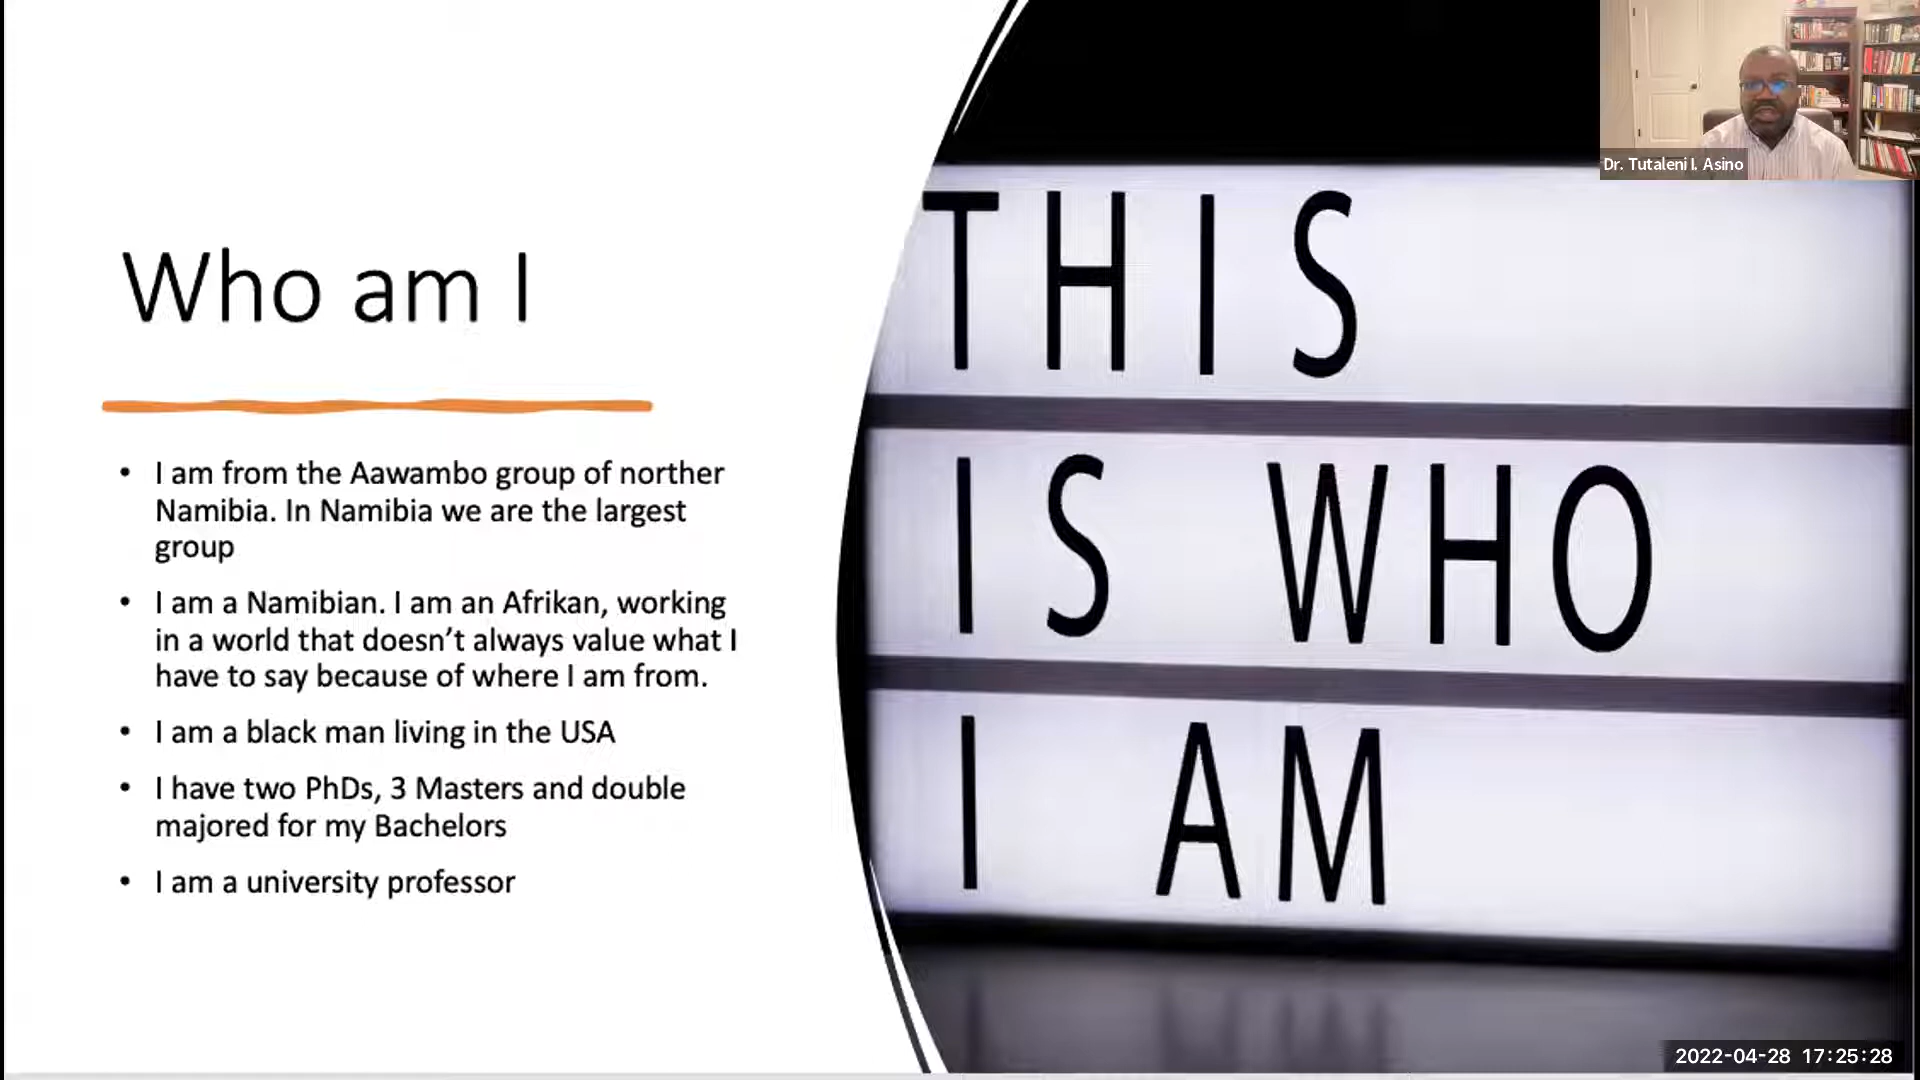 Who am I
• I am from the Aawambo group of norther
Namibia. In Namibia we are the largest
group
• I am a Namibian. I am an Afrikan, working
in a world that doesn’t always value what I
have to say because of where I am from.
• I am a black man living in the USA
• I have two PhDs, 3 Masters and double
majored for my Bachelors
• I am a university professor
THIS
IS WHO
I AM
Dr. Tutaleni I. Asino
2022-04-28 17:25:28